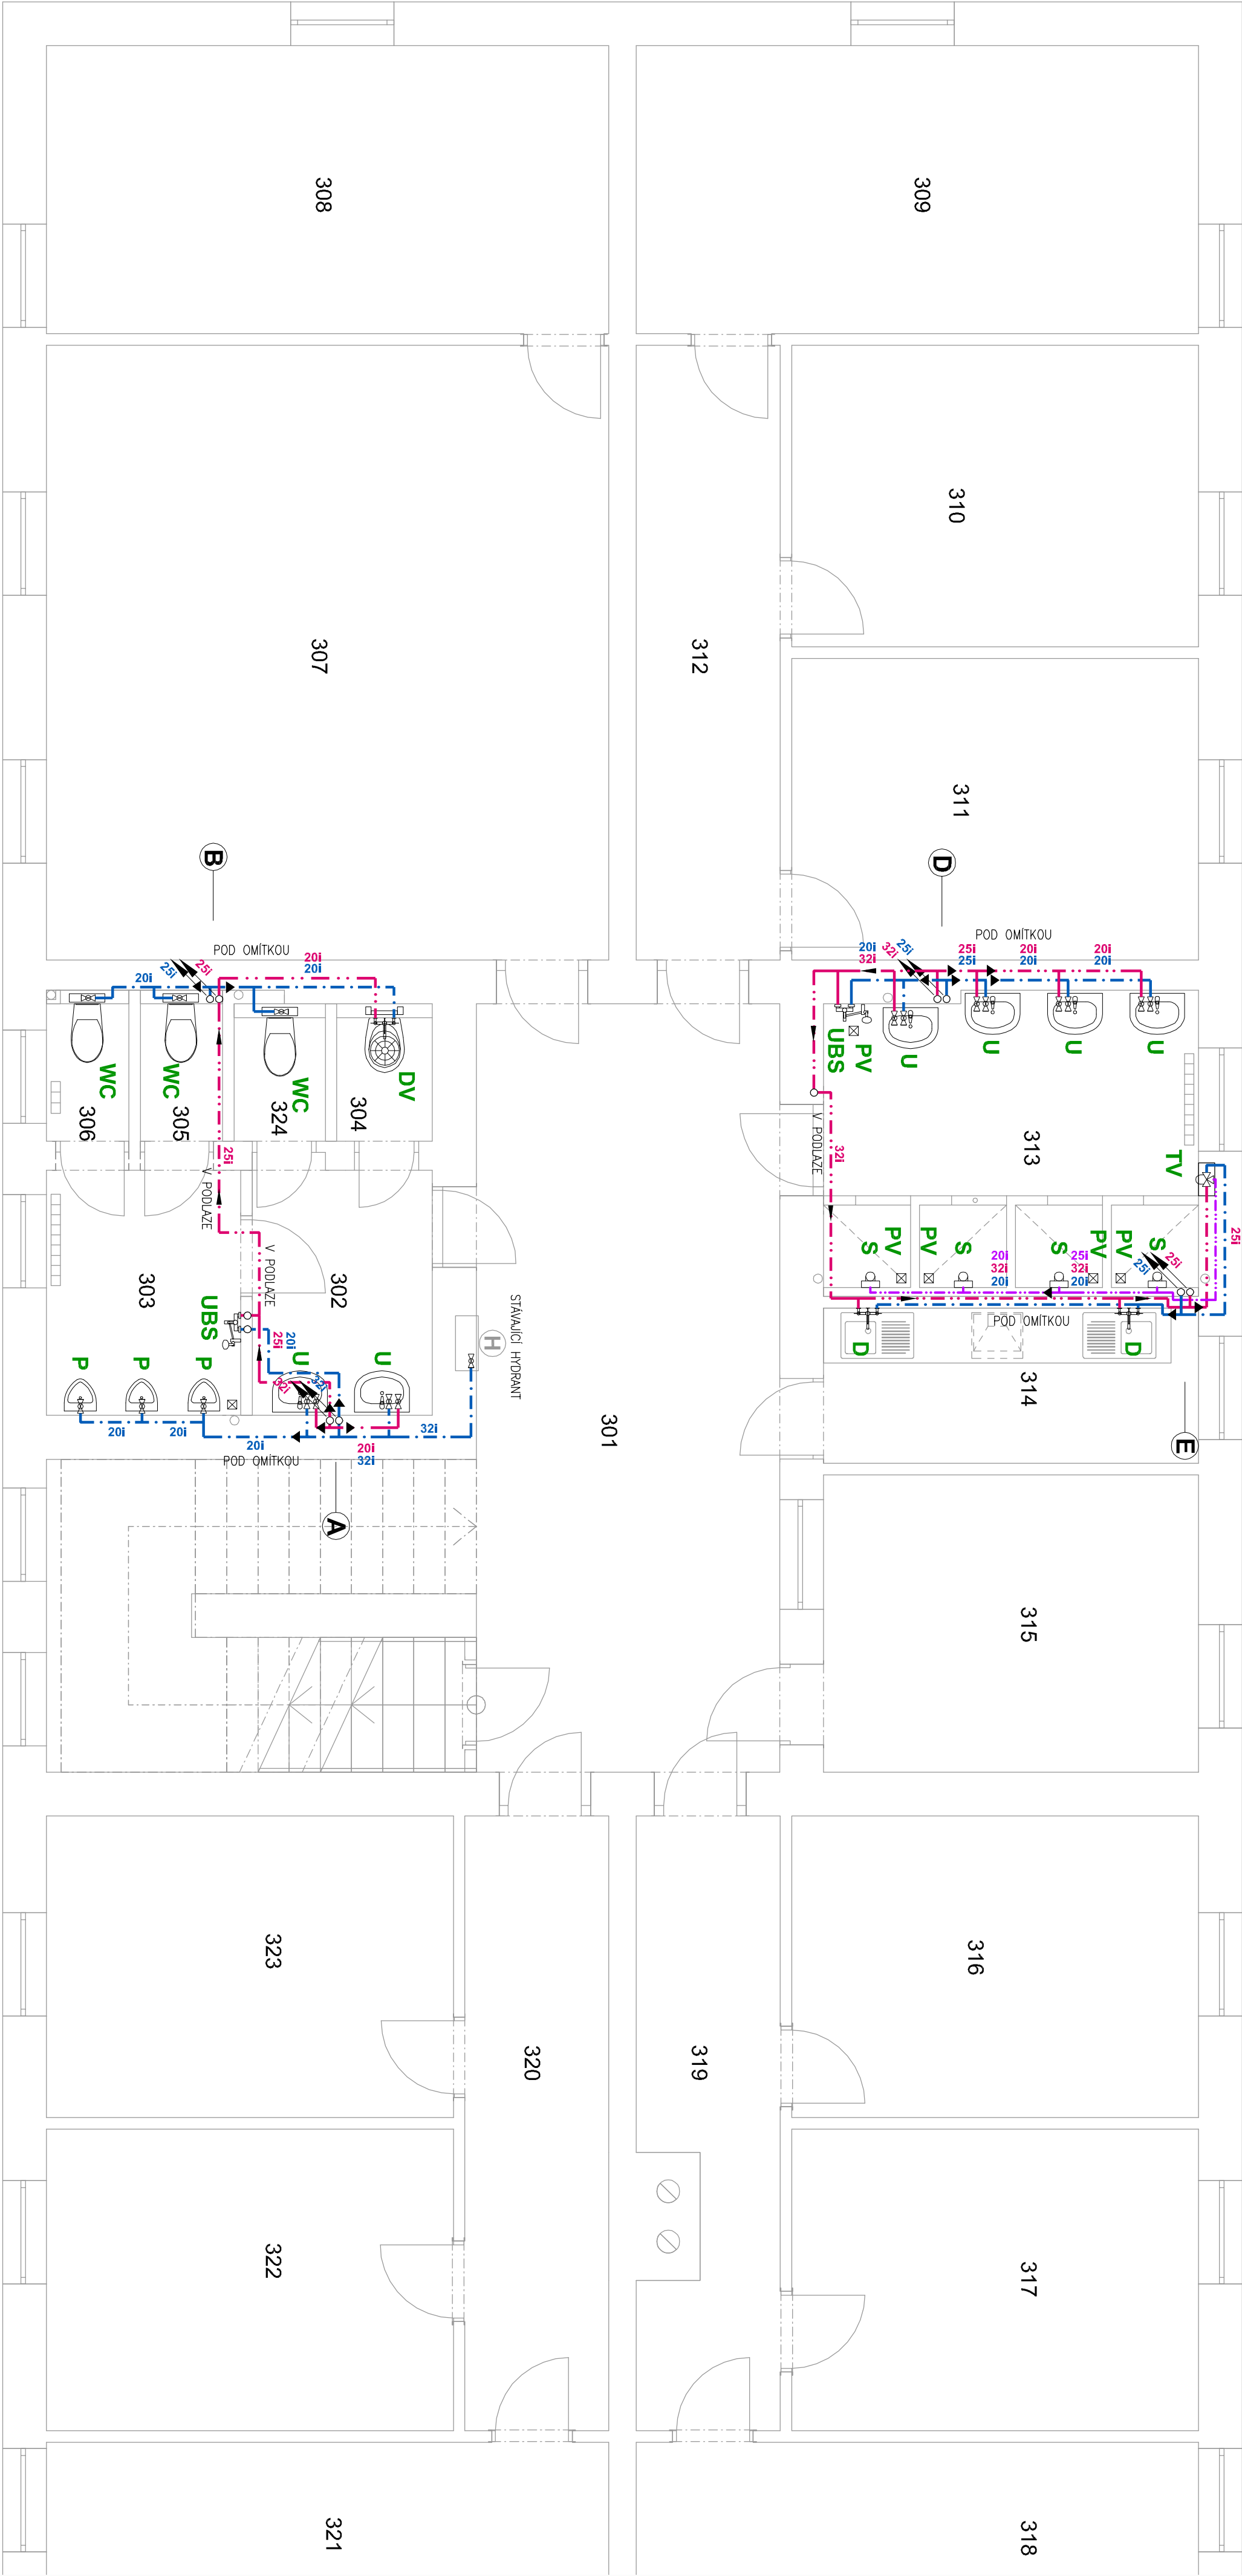 308
309
310
307
312
311
B
D
POD OMÍTKOU
20i
20i
25i
25i
20i
POD OMÍTKOU
20i
32i
32i
25i
25i
25i
20i
20i
20i
20i
WC
WC
WC
DV
306
305
324
304
UBS
PV
U
U
U
U
313
TV
25i
V PODLAZE
V PODLAZE
V PODLAZE
32i
25i
S
PV
PV
S
S
PV
PV
S
20i
32i
20i
25i
32i
20i
25i
25i
POD OMÍTKOU
D
D
314
E
303
302
UBS
P
P
P
U
U
25i
20i
32i
32i
STÁVAJÍCÍ HYDRANT
H
20i
20i
20i
20i
32i
32i
POD OMÍTKOU
A
301
315
323
316
320
319
322
317
321
318